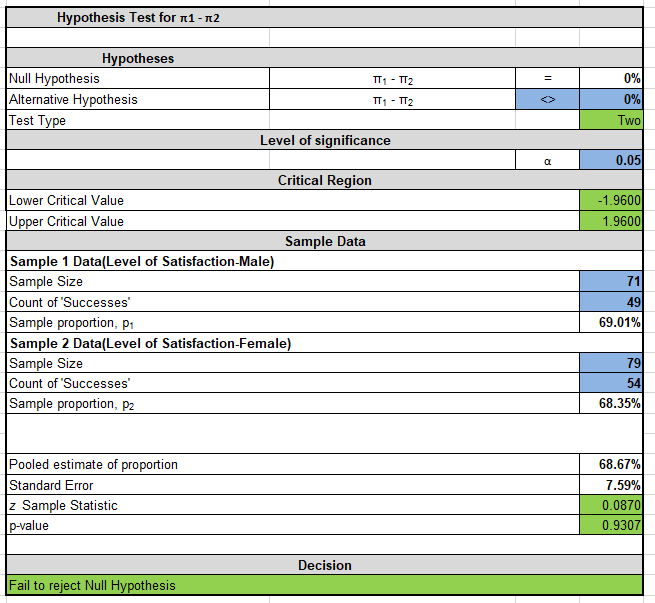 Hypothesis Test for π1 - π2
Hypotheses
Null Hypothesis π₁ - π₂ = 0%
Alternative Hypothesis π₁ - π₂ <> 0%
Test Type Two
Level of significance
α 0.05
Critical Region
Lower Critical Value -1.9600
Upper Critical Value 1.9600
Sample Data
Sample 1 Data(Level of Satisfaction-Male)
Sample Size 71
Count of 'Successes' 49
Sample proportion, p₁ 69.01%
Sample 2 Data(Level of Satisfaction-Female)
Sample Size 79
Count of 'Successes' 54
Sample proportion, p₂ 68.35%
Pooled estimate of proportion 68.67%
Standard Error 7.59%
z Sample Statistic 0.0870
p-value 0.9307
Decision
Fail to reject Null Hypothesis